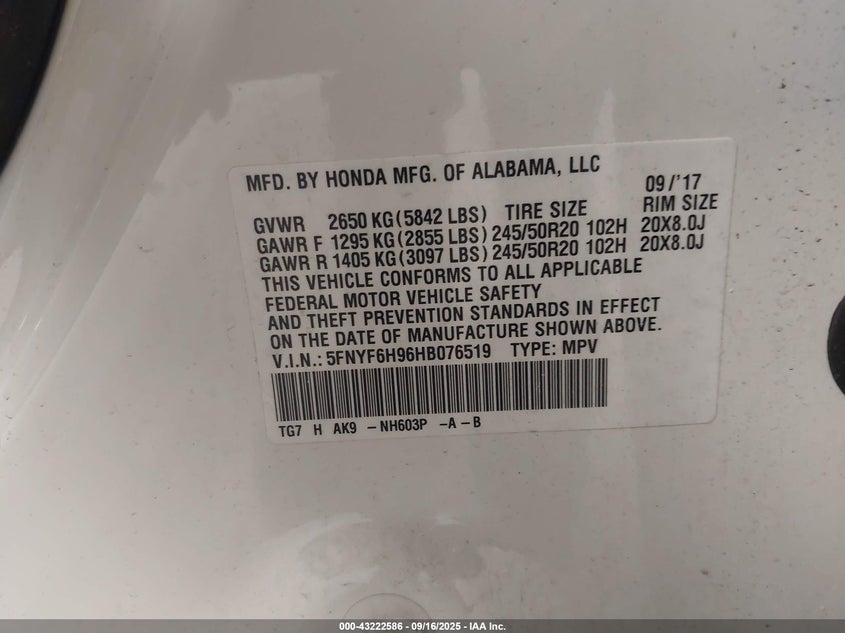 MFD. BY HONDA MFG. OF ALABAMA, LLC 09/'17
GVWR 2650 KG(5842 LBS) TIRE SIZE RIM SIZE
GAWR F 1295 KG(2855 LBS) 245/50R20 102H 20X8.0J
GAWR R 1405 KG(3097 LBS) 245/50R20 102H 20X8.0J
THIS VEHICLE CONFORMS TO ALL APPLICABLE
FEDERAL MOTOR VEHICLE SAFETY
AND THEFT PREVENTION STANDARDS IN EFFECT
ON THE DATE OF MANUFACTURE SHOWN ABOVE.
V.I.N.: 5FNYF6H96HB076519 TYPE: MPV
TG7 H AK9 -NH603P -A-B
000-43222586 - 09/16/2025 - IAA Inc.